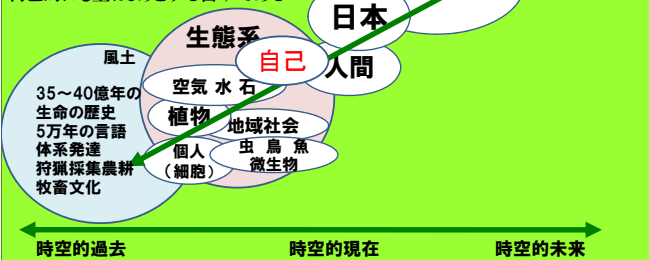 日本
生態系
自己
人間
風土
空気 水 石
35～40億年の
生命の歴史
5万年の言語
体系発達
狩猟採集農耕
牧畜文化
植物
地域社会
個人
（細胞）
虫 鳥 魚
微生物
時空的過去
時空的現在
時空的未来